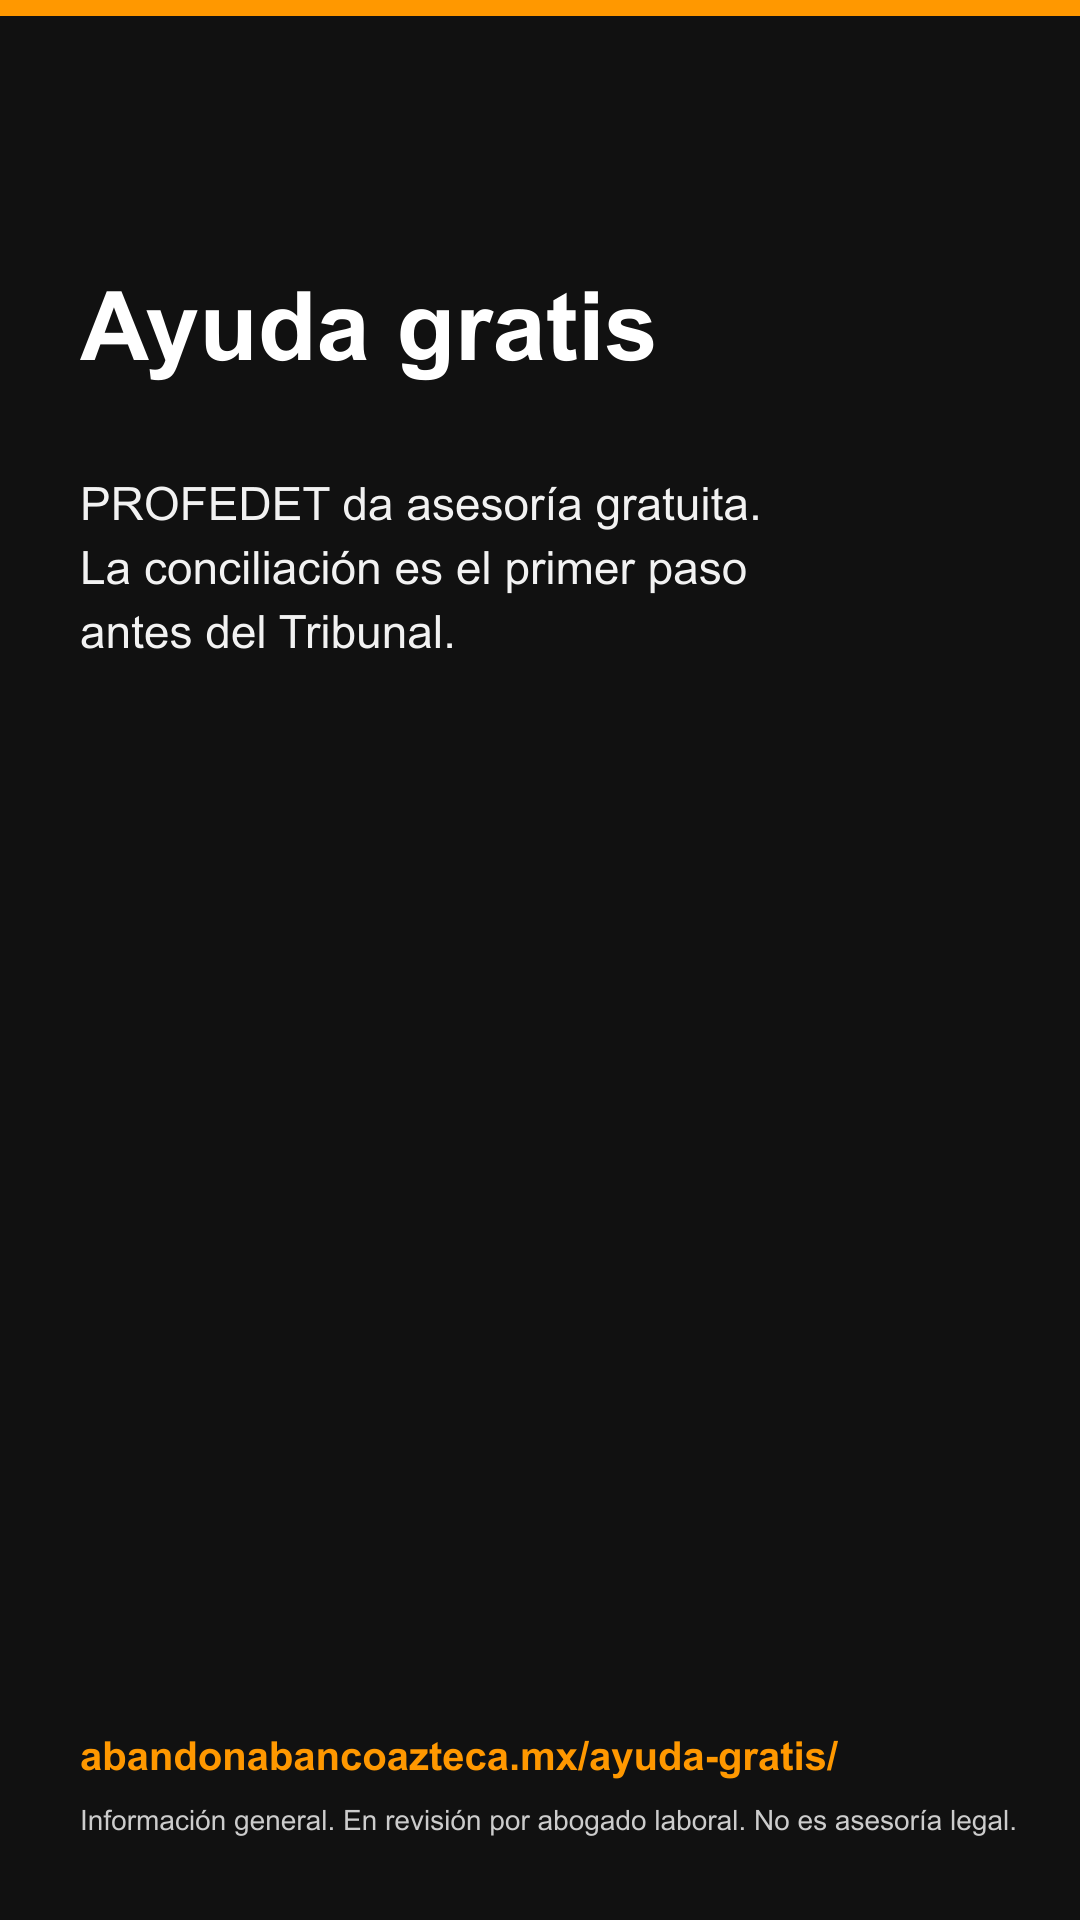 Ayuda gratis
PROFEDET da asesoría gratuita.
La conciliación es el primer paso
antes del Tribunal.
abandonabancoazteca.mx/ayuda-gratis/
Información general. En revisión por abogado laboral. No es asesoría legal.